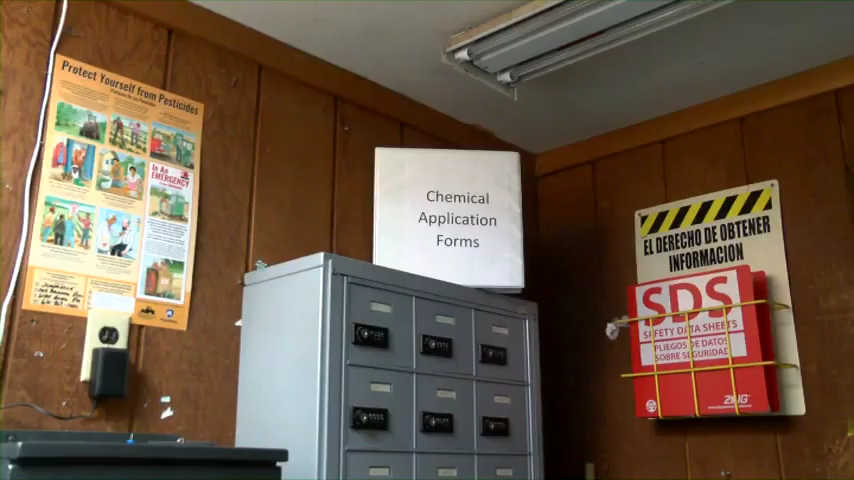 Protect Yourself from Pesticides
In An
EMERGENCY
Chemical
Application
Forms
EL DERECHO DE OBTENER
INFORMACIÓN
SDS
SAFETY DATA SHEETS
PLIEGOS DE DATOS
SOBRE SEGURIDAD
ZING